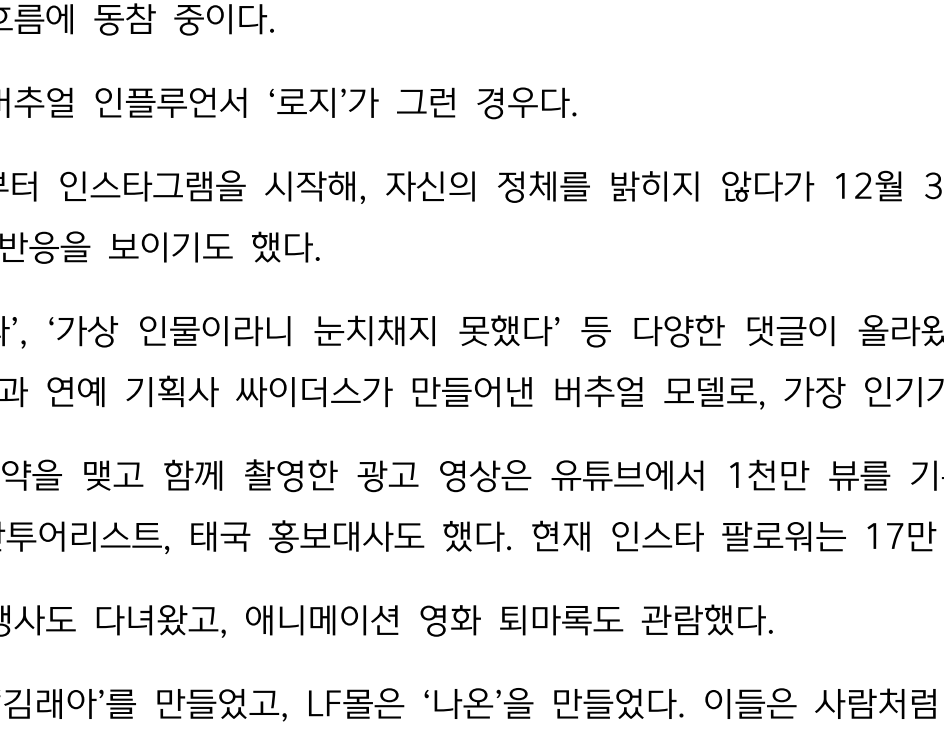 흐름에 동참 중이다.
버추얼 인플루언서 ‘로지’가 그런 경우다.
부터 인스타그램을 시작해, 자신의 정체를 밝히지 않다가 12월 3
반응을 보이기도 했다.
’, ‘가상 인물이라니 눈치채지 못했다’ 등 다양한 댓글이 올라왔
과 연예 기획사 싸이더스가 만들어낸 버추얼 모델로, 가장 인기가
약을 맺고 함께 촬영한 광고 영상은 유튜브에서 1천만 뷰를 기
투어리스트, 태국 홍보대사도 했다. 현재 인스타 팔로워는 17만
행사도 다녀왔고, 애니메이션 영화 퇴마록도 관람했다.
‘김래아’를 만들었고, LF몰은 ‘나온’을 만들었다. 이들은 사람처럼